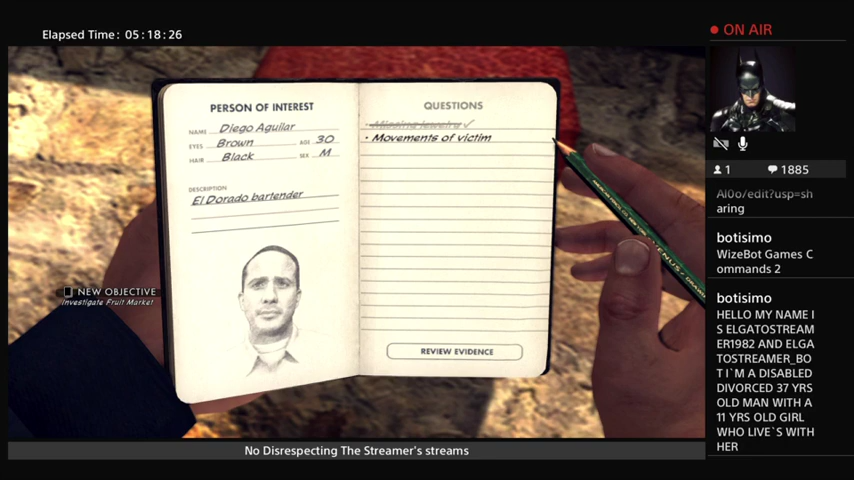 Elapsed Time: 05:18:26
ON AIR
1
1885
Al0o/edit?usp=sh
aring
botisimo
WizeBot Games C
ommands 2
botisimo
HELLO MY NAME I
S ELGATOSTREAM
ER1982 AND ELGA
TOSTREAMER_BO
T I`M A DISABLED
DIVORCED 37 YRS
OLD MAN WITH A
11 YRS OLD GIRL
WHO LIVE`S WITH
HER
PERSON OF INTEREST
NAME Diego Aguilar
EYES Brown AGE 30
HAIR Black SEX M
DESCRIPTION
El Dorado bartender
QUESTIONS
• Missing jewelry ✓
• Movements of victim
REVIEW EVIDENCE
NEW OBJECTIVE
Investigate Fruit Market
VENUS
No Disrespecting The Streamer's streams